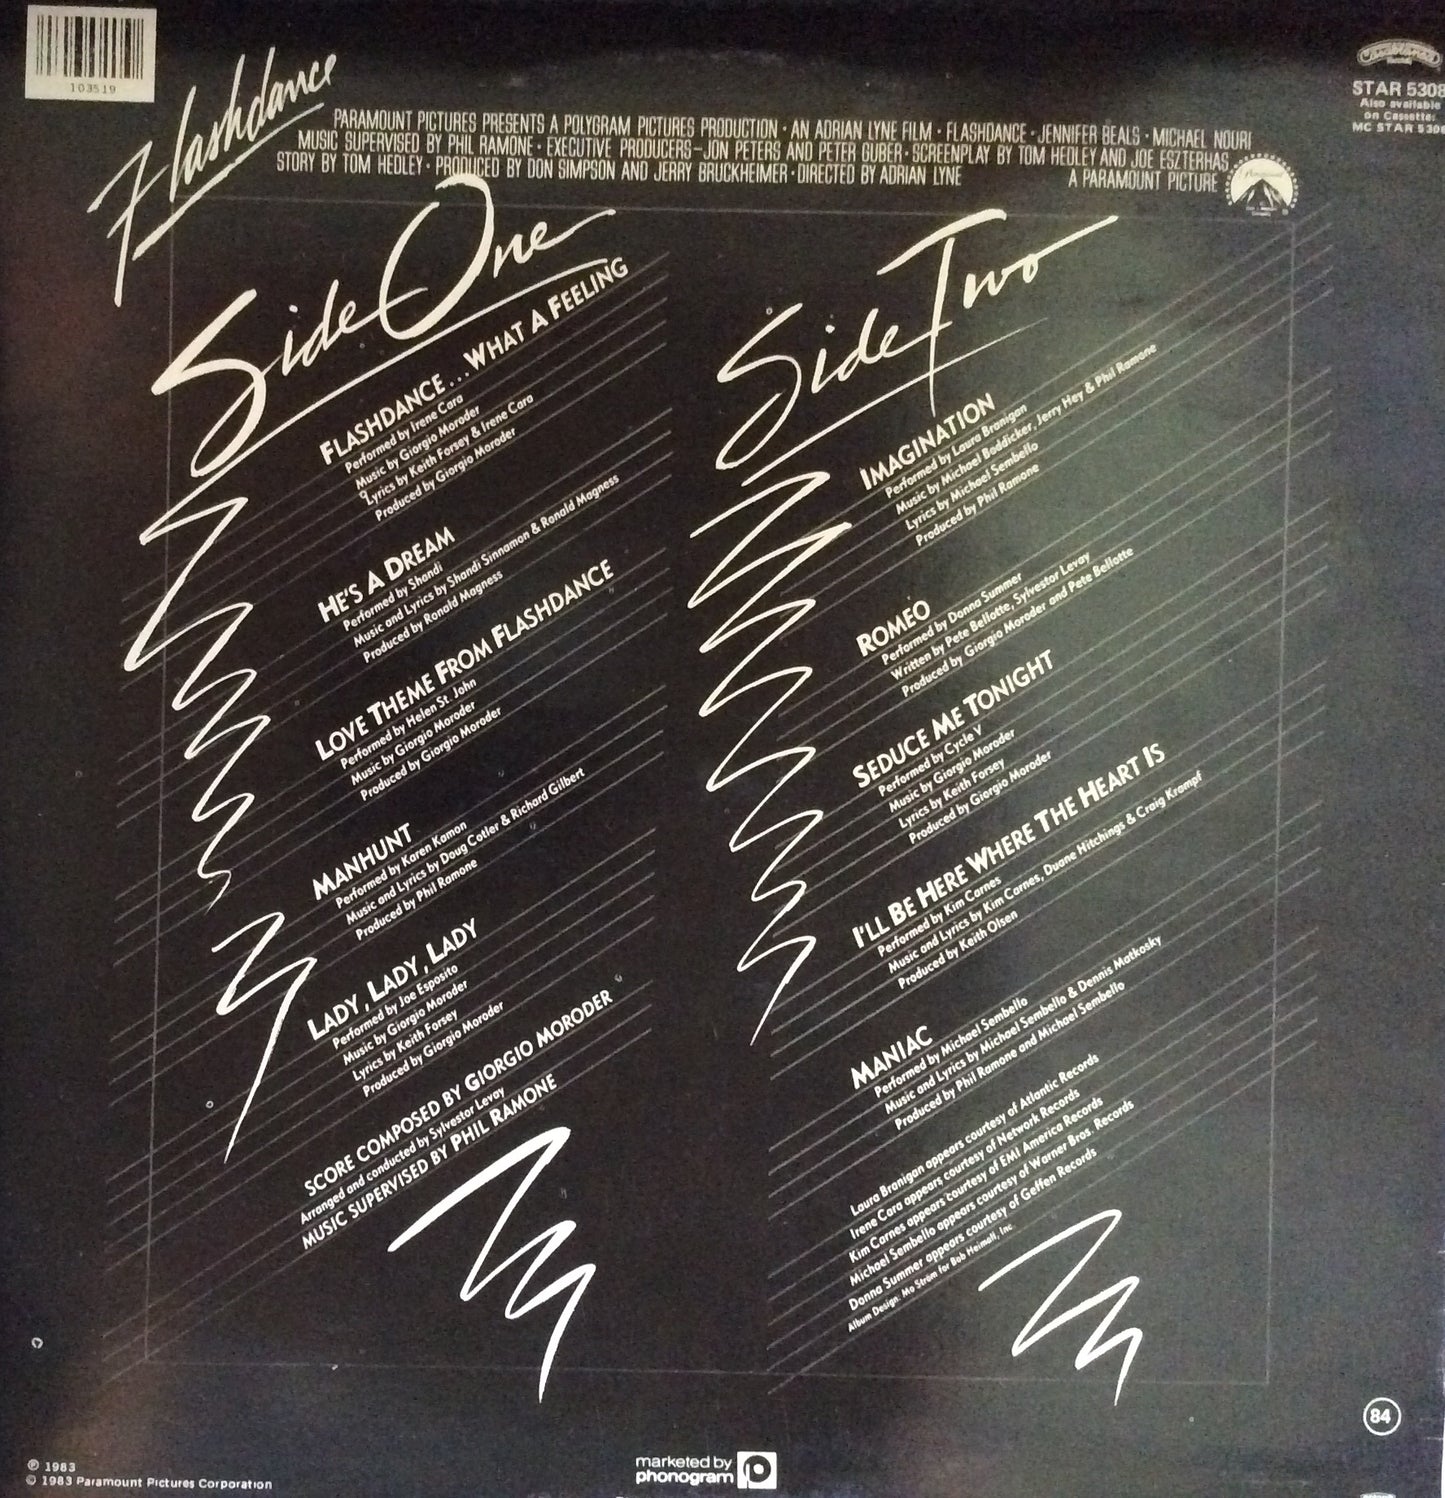 103519
Flashdance
PARAMOUNT PICTURES PRESENTS A POLYGRAM PICTURES PRODUCTION · AN ADRIAN LYNE FILM · FLASHDANCE · JENNIFER BEALS · MICHAEL NOURI
MUSIC SUPERVISED BY PHIL RAMONE · EXECUTIVE PRODUCERS – JON PETERS AND PETER GUBER · SCREENPLAY BY TOM HEDLEY AND JOE ESZTERHAS
STORY BY TOM HEDLEY · PRODUCED BY DON SIMPSON AND JERRY BRUCKHEIMER · DIRECTED BY ADRIAN LYNE
A PARAMOUNT PICTURE
Paramount
Casablanca
STAR 5308
Also available
on Cassette:
MC STAR 5308
Side One
FLASHDANCE...WHAT A FEELING
Performed by Irene Cara
Music by Giorgio Moroder
Lyrics by Keith Forsey & Irene Cara
Produced by Giorgio Moroder
HE'S A DREAM
Performed by Shandi
Music and Lyrics by Shandi Sinnamon & Ronald Magness
Produced by Ronald Magness
LOVE THEME FROM FLASHDANCE
Performed by Helen St. John
Music by Giorgio Moroder
Produced by Giorgio Moroder
MANHUNT
Performed by Karen Kamon
Music and Lyrics by Doug Cotler & Richard Gilbert
Produced by Phil Ramone
LADY, LADY, LADY
Performed by Joe Esposito
Music by Giorgio Moroder
Lyrics by Keith Forsey
Produced by Giorgio Moroder
SCORE COMPOSED BY GIORGIO MORODER
Arranged and conducted by Sylvestor Levay
MUSIC SUPERVISED BY PHIL RAMONE
Side Two
IMAGINATION
Performed by Laura Branigan
Music by Michael Boddicker, Jerry Hey & Phil Ramone
Lyrics by Michael Sembello
Produced by Phil Ramone
ROMEO
Performed by Donna Summer
Written by Pete Bellotte, Sylvestor Levay
Produced by Giorgio Moroder and Pete Bellotte
SEDUCE ME TONIGHT
Performed by Cycle V
Music by Giorgio Moroder
Lyrics by Keith Forsey
Produced by Giorgio Moroder
I'LL BE HERE WHERE THE HEART IS
Performed by Kim Carnes
Music and Lyrics by Kim Carnes, Duane Hitchings & Craig Krampf
Produced by Keith Olsen
MANIAC
Performed by Michael Sembello
Music and Lyrics by Michael Sembello & Dennis Matkosky
Produced by Phil Ramone and Michael Sembello
Laura Branigan appears courtesy of Atlantic Records
Irene Cara appears courtesy of Network Records
Kim Carnes appears courtesy of EMI America Records
Michael Sembello appears courtesy of Warner Bros. Records
Donna Summer appears courtesy of Geffen Records
Album Design: Mo Ström for Bob Heimall, Inc.
84
℗ 1983
© 1983 Paramount Pictures Corporation
marketed by
phonogram